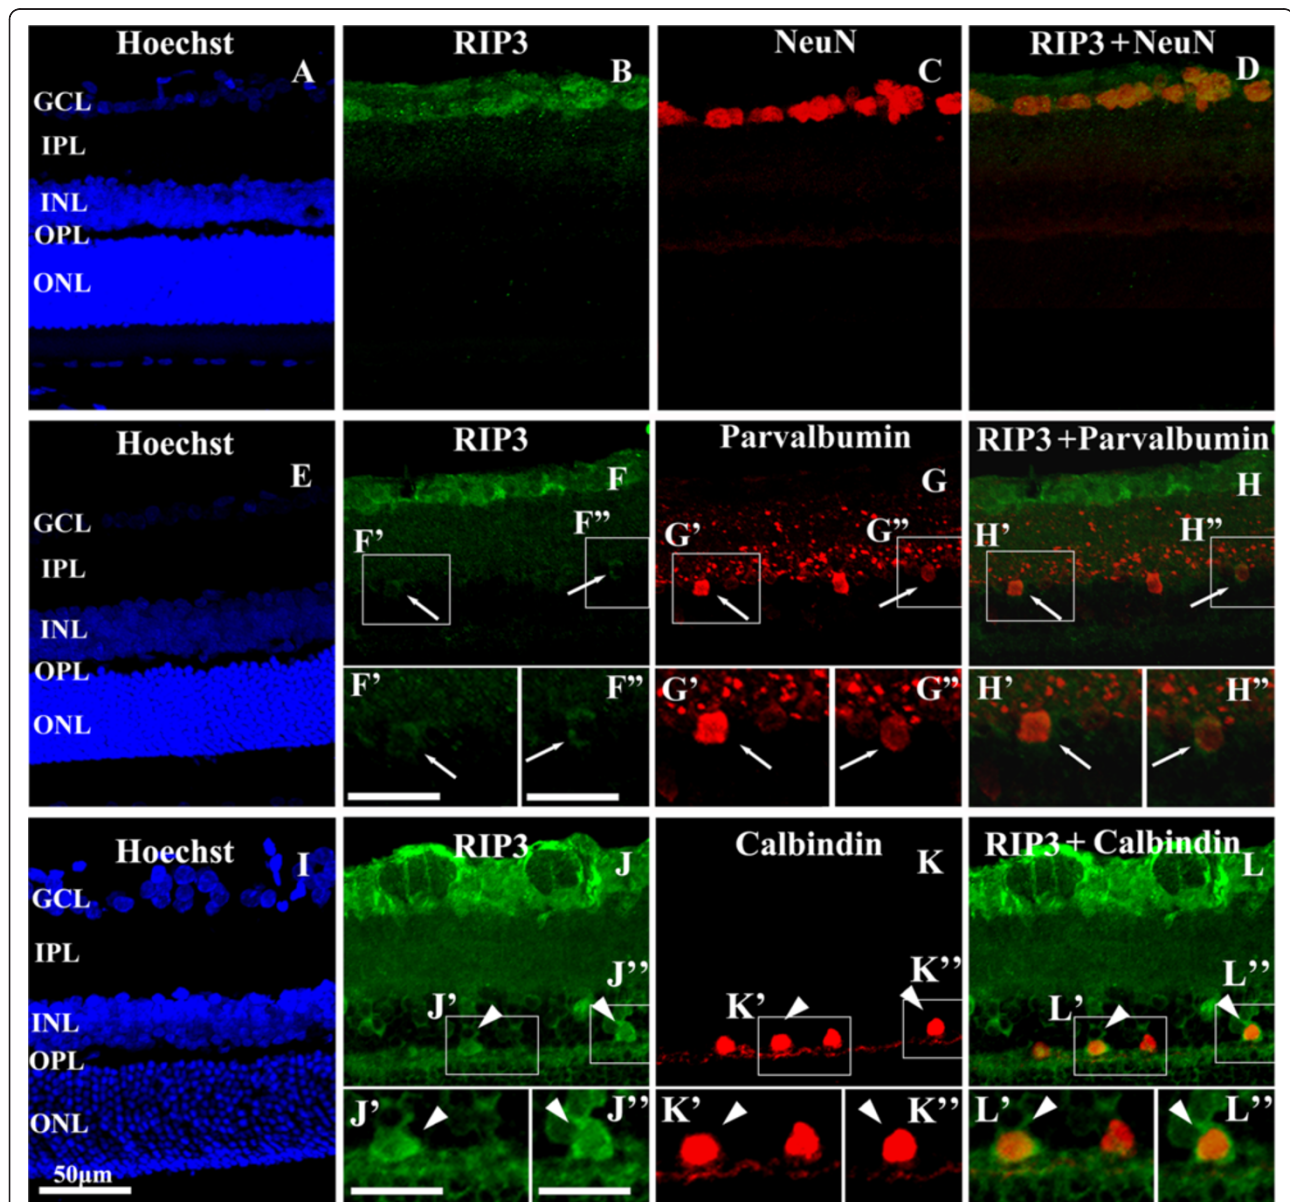 Hoechst RIP3 NeuN RIP3+NeuN
A B C D
GCL
IPL
INL
OPL
ONL
Hoechst RIP3 Parvalbumin RIP3+Parvalbumin
E F G H
GCL
F’ F” G’ G” H’ H”
IPL
INL
OPL
F’ F” G’ G” H’ H”
ONL
Hoechst RIP3 Calbindin RIP3+Calbindin
I J K L
GCL
IPL
J’ J’’ K’ K’’ L’ L’’
INL
OPL
J’ J’’ K’ K’’ L’ L’’
ONL
50µm